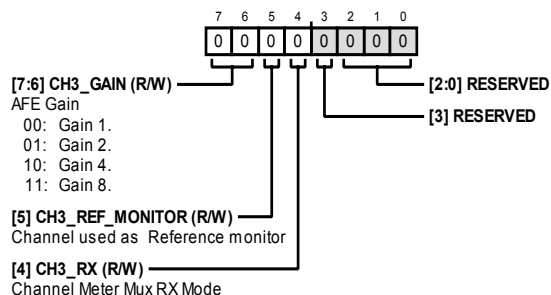 7 6 5 4 3 2 1 0
0 0 0 0 0 0 0 0
[7:6] CH3_GAIN (R/W)
AFE Gain
00: Gain 1.
01: Gain 2.
10: Gain 4.
11: Gain 8.
[5] CH3_REF_MONITOR (R/W)
Channel used as Reference monitor
[4] CH3_RX (R/W)
Channel Meter Mux RX Mode
[2:0] RESERVED
[3] RESERVED